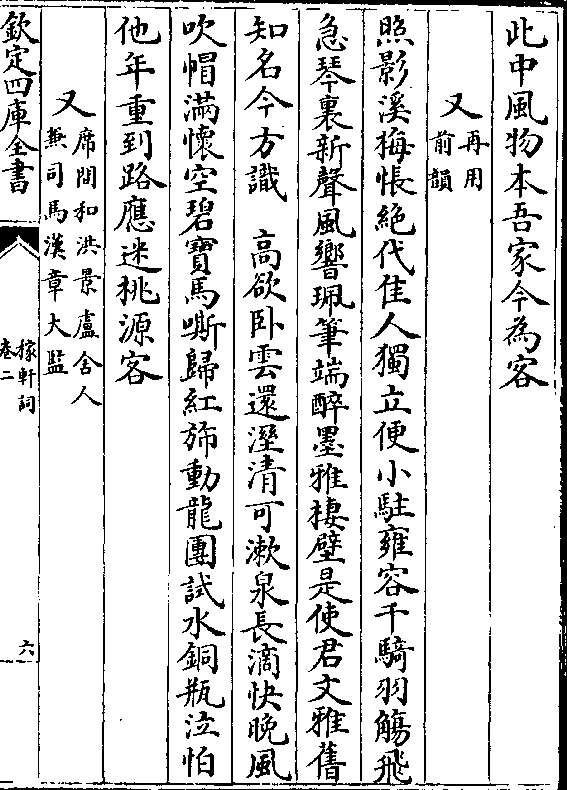 此中風物本吾家今為客
又再用
前韻
照影溪梅悵絶代佳人獨立便小駐雍容千騎羽觴飛
急琴裏新聲風響珮筆端醉墨雅棲壁是使君文雅舊
知名今方識　高欲卧雲還溼清可漱泉長滴快晚風
吹帽滿懷空碧寶馬嘶歸紅斾動龍團試水銅瓶泣怕
他年重到路應迷桃源客
又席間和洪景盧舍人
兼司馬漢章大監
欽定四庫全書
稼軒詞
卷二
六